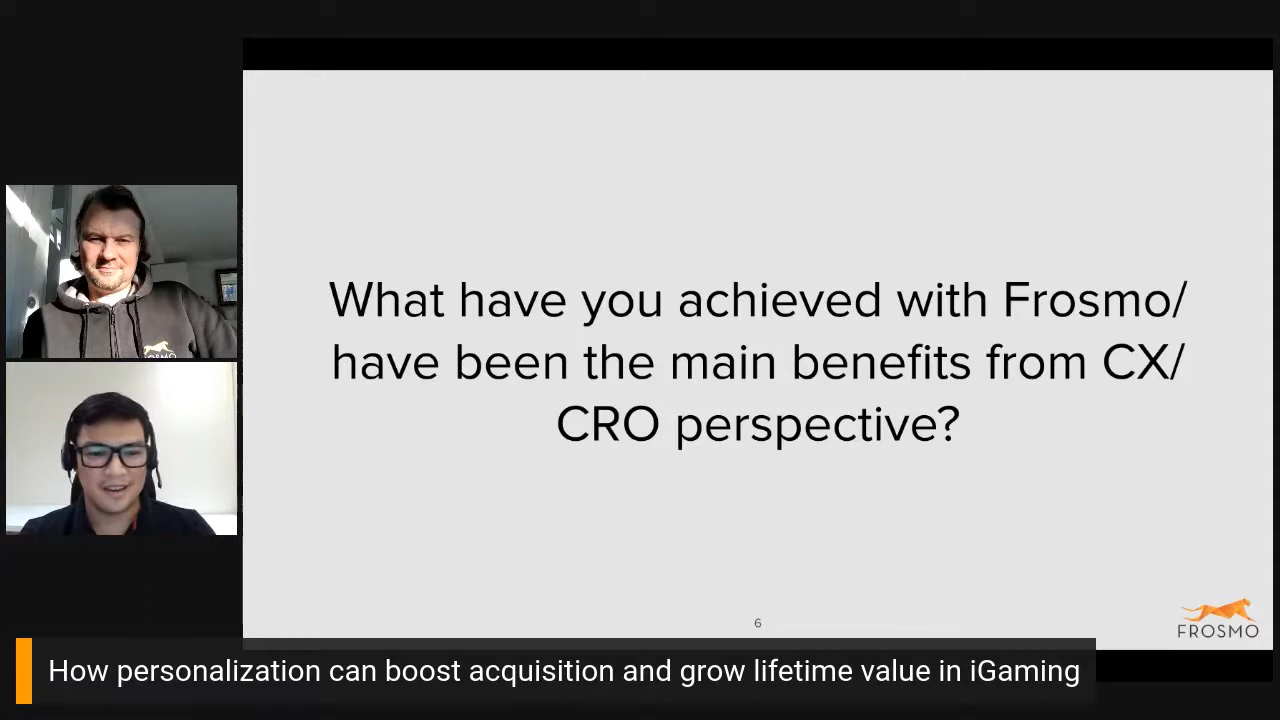 What have you achieved with Frosmo/
have been the main benefits from CX/
CRO perspective?
6
FROSMO
How personalization can boost acquisition and grow lifetime value in iGaming